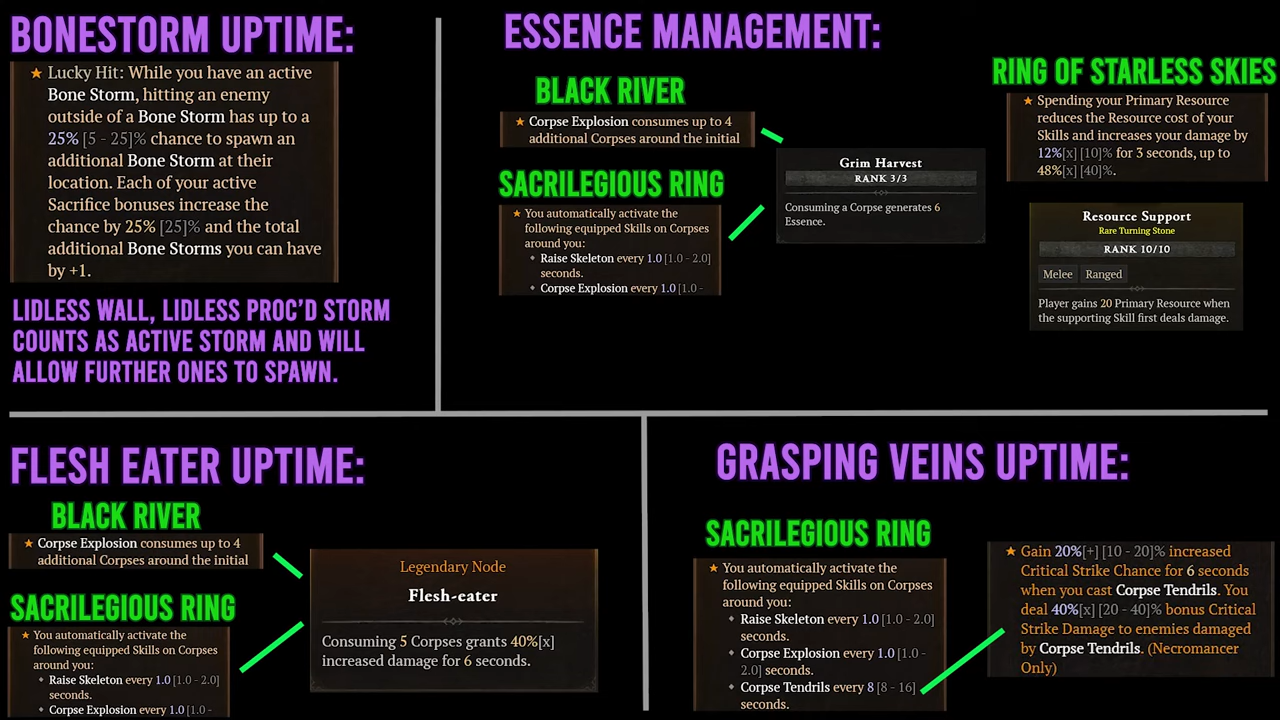 BONESTORM UPTIME:
★ Lucky Hit: While you have an active
Bone Storm, hitting an enemy
outside of a Bone Storm has up to a
25% [5 - 25]% chance to spawn an
additional Bone Storm at their
location. Each of your active
Sacrifice bonuses increase the
chance by 25% [25]% and the total
additional Bone Storms you can have
by +1.
LIDLESS WALL, LIDLESS PROC'D STORM
COUNTS AS ACTIVE STORM AND WILL
ALLOW FURTHER ONES TO SPAWN.
ESSENCE MANAGEMENT:
BLACK RIVER
★ Corpse Explosion consumes up to 4
additional Corpses around the initial
SACRILEGIOUS RING
★ You automatically activate the
following equipped Skills on Corpses
around you:
Raise Skeleton every 1.0 [1.0 - 2.0]
seconds.
Corpse Explosion every 1.0 [1.0 -
Grim Harvest
RANK 3/3
Consuming a Corpse generates 6
Essence.
RING OF STARLESS SKIES
★ Spending your Primary Resource
reduces the Resource cost of your
Skills and increases your damage by
12%[x] [10]% for 3 seconds, up to
48%[x] [40]%.
Resource Support
Rare Turning Stone
RANK 10/10
Melee Ranged
Player gains 20 Primary Resource when
the supporting Skill first deals damage.
FLESH EATER UPTIME:
BLACK RIVER
★ Corpse Explosion consumes up to 4
additional Corpses around the initial
SACRILEGIOUS RING
★ You automatically activate the
following equipped Skills on Corpses
around you:
Raise Skeleton every 1.0 [1.0 - 2.0]
seconds.
Corpse Explosion every 1.0 [1.0 -
Legendary Node
Flesh-eater
Consuming 5 Corpses grants 40%[x]
increased damage for 6 seconds.
GRASPING VEINS UPTIME:
SACRILEGIOUS RING
★ You automatically activate the
following equipped Skills on Corpses
around you:
Raise Skeleton every 1.0 [1.0 - 2.0]
seconds.
Corpse Explosion every 1.0 [1.0 -
2.0] seconds.
Corpse Tendrils every 8 [8 - 16]
seconds.
★ Gain 20%[+] [10 - 20]% increased
Critical Strike Chance for 6 seconds
when you cast Corpse Tendrils. You
deal 40%[x] [20 - 40]% bonus Critical
Strike Damage to enemies damaged
by Corpse Tendrils. (Necromancer
Only)